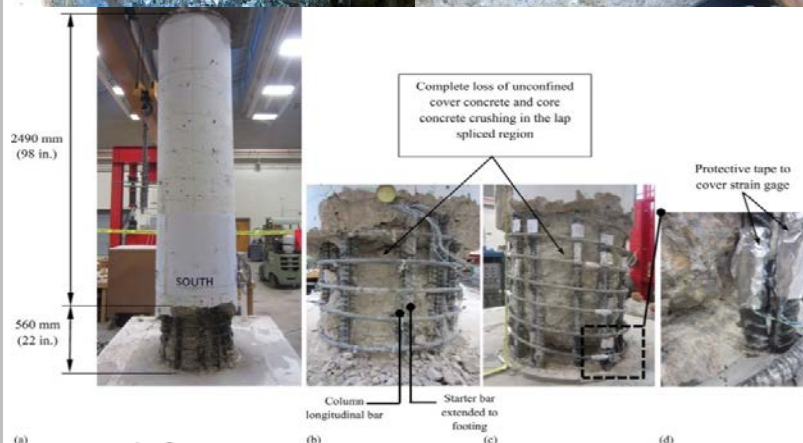 2490 mm
(98 in.)
560 mm
(22 in.)
SOUTH
Complete loss of unconfined
cover concrete and core
concrete crushing in the lap
spliced region
Protective tape to
cover strain gage
Column
longitudinal bar
Starter bar
extended to
footing
(a)
(b)
(c)
(d)